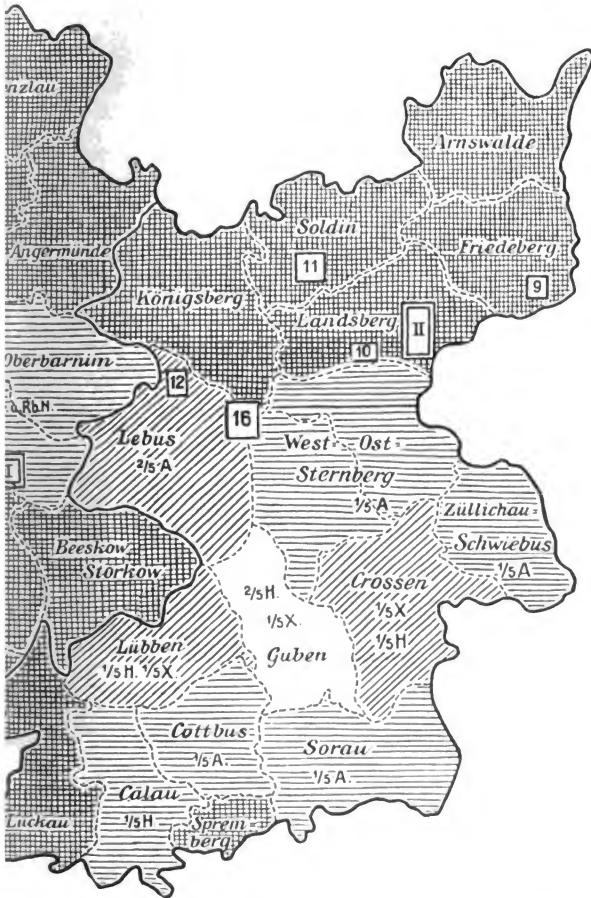 enzlau
Arnswalde
Angermünde
Soldin
11
Friedeberg
9
Königsberg
Landsberg
II
10
Oberbarnim
12
16
u. Rb. N.
Lebus
2/5 A
West = Ost =
Sternberg
1/5 A
I
Züllichau=
Schwiebus
1/5 A
Beeskow
Storkow
Crossen
1/5 X
1/5 H
2/5 H.
1/5 X.
Guben
Lübben
1/5 H. 1/5 X.
Cottbus
1/5 A.
Sorau
1/5 A.
Calau
1/5 H
Luckau
Sprem=
berg